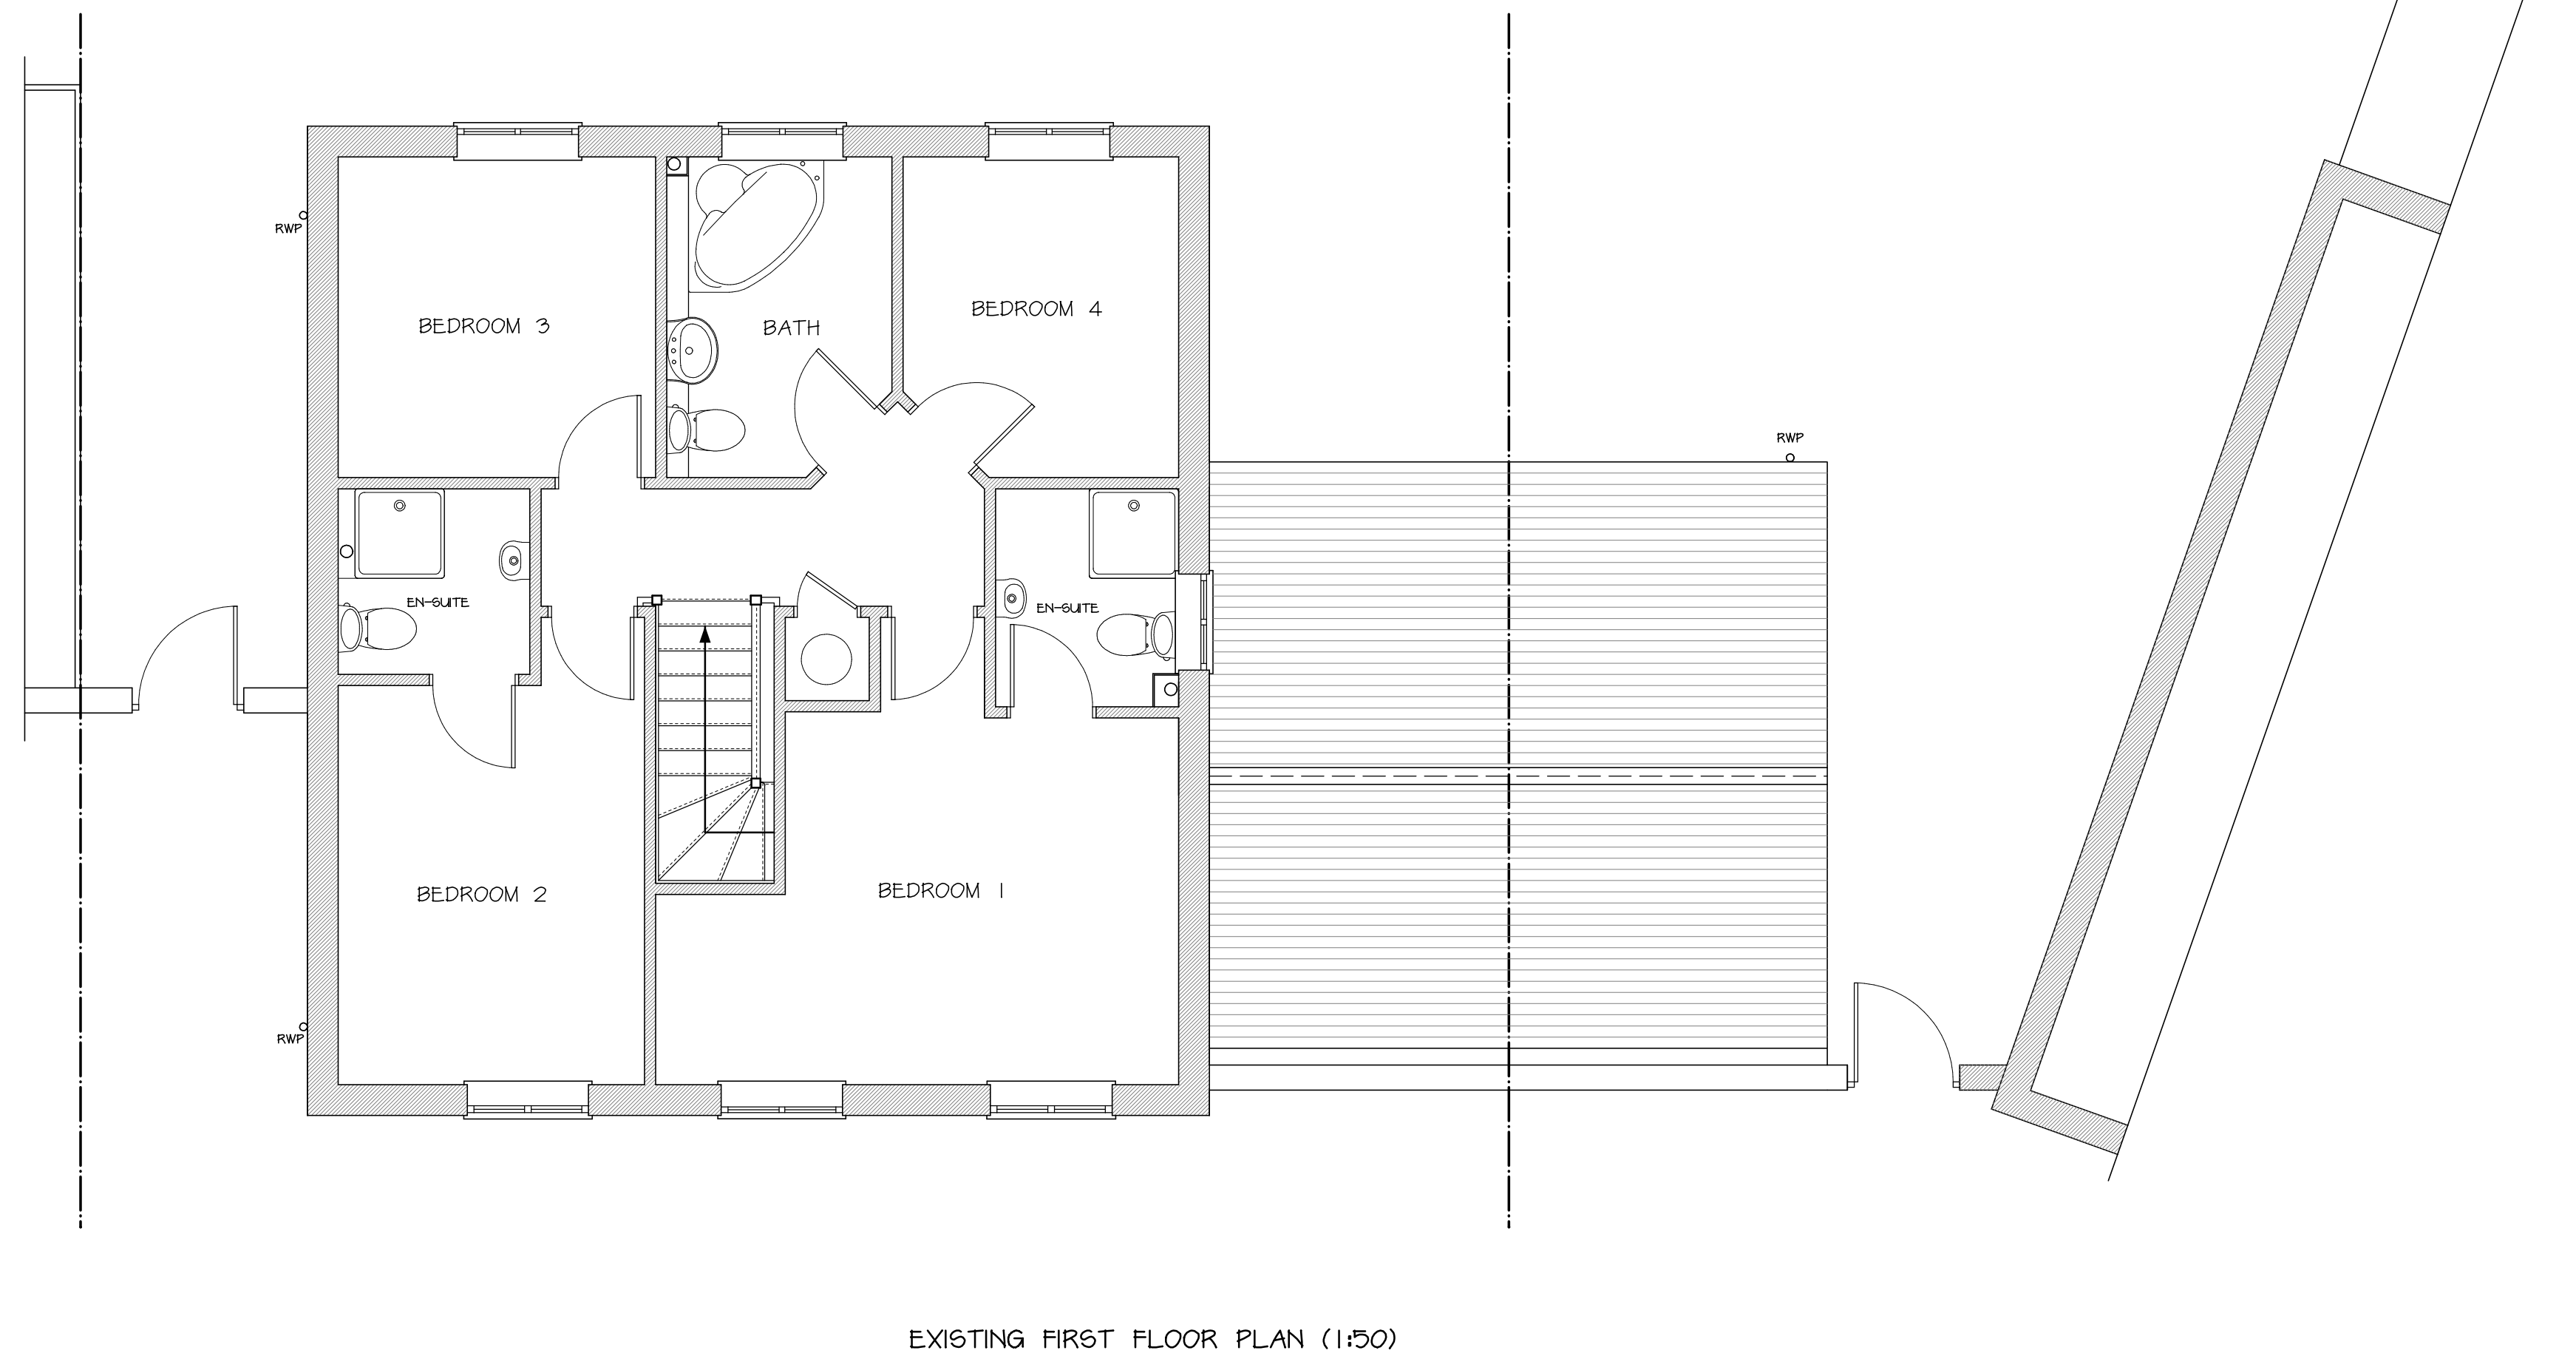 RWP
BEDROOM 3
BATH
BEDROOM 4
RWP
EN-SUITE
EN-SUITE
BEDROOM 2
BEDROOM 1
RWP
EXISTING FIRST FLOOR PLAN (1:50)